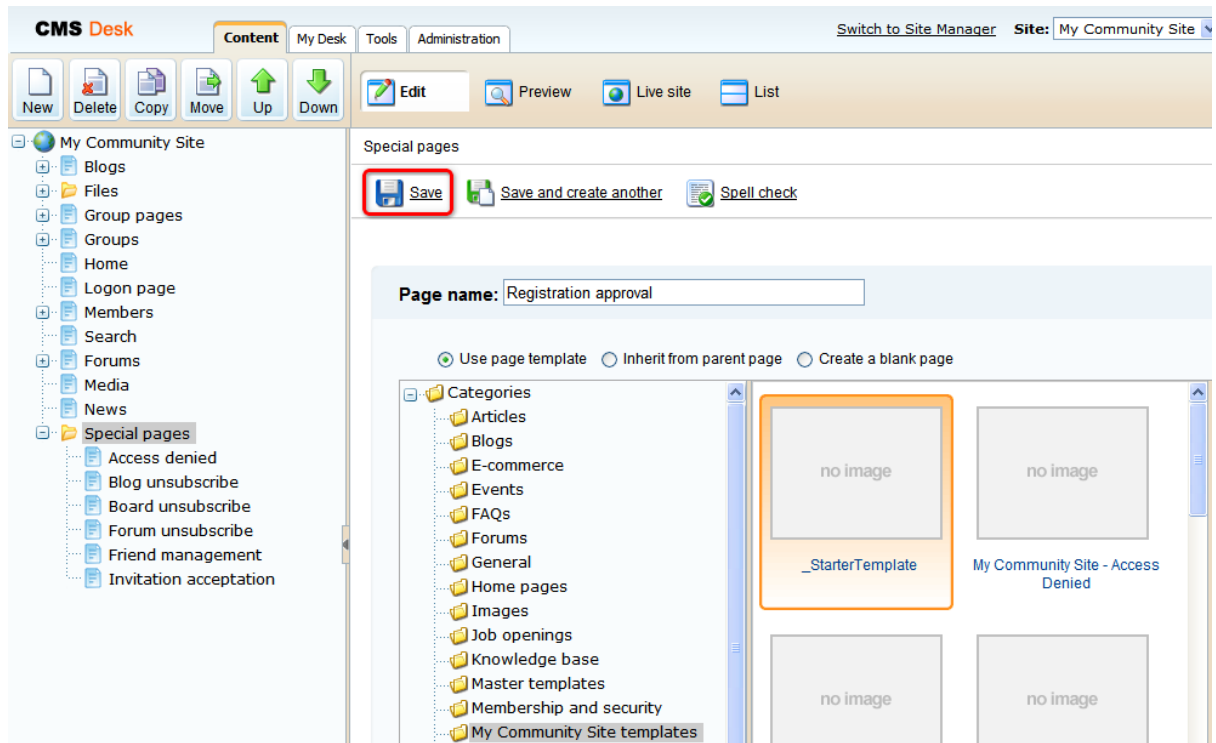 CMS Desk
Content
My Desk
Tools
Administration
Switch to Site Manager
Site: My Community Site
New
Delete
Copy
Move
Up
Down
Edit
Preview
Live site
List
My Community Site
Blogs
Files
Group pages
Groups
Home
Logon page
Members
Search
Forums
Media
News
Special pages
Access denied
Blog unsubscribe
Board unsubscribe
Forum unsubscribe
Friend management
Invitation acceptation
Special pages
Save
Save and create another
Spell check
Page name: Registration approval
Use page template
Inherit from parent page
Create a blank page
Categories
Articles
Blogs
E-commerce
Events
FAQs
Forums
General
Home pages
Images
Job openings
Knowledge base
Master templates
Membership and security
My Community Site templates
no image
_StarterTemplate
no image
My Community Site - Access
Denied
no image
no image